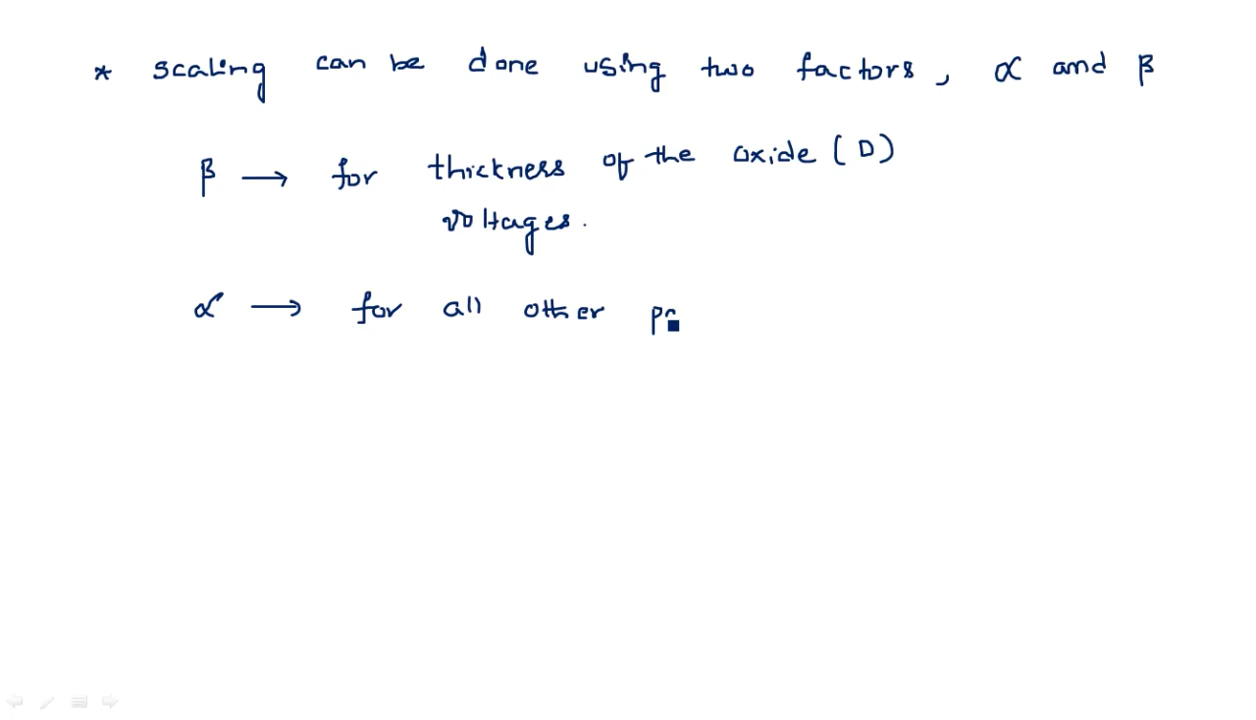 * scaling can be done using two factors, α and β
β → for thickness of the oxide (D)
voltages.
α → for all other